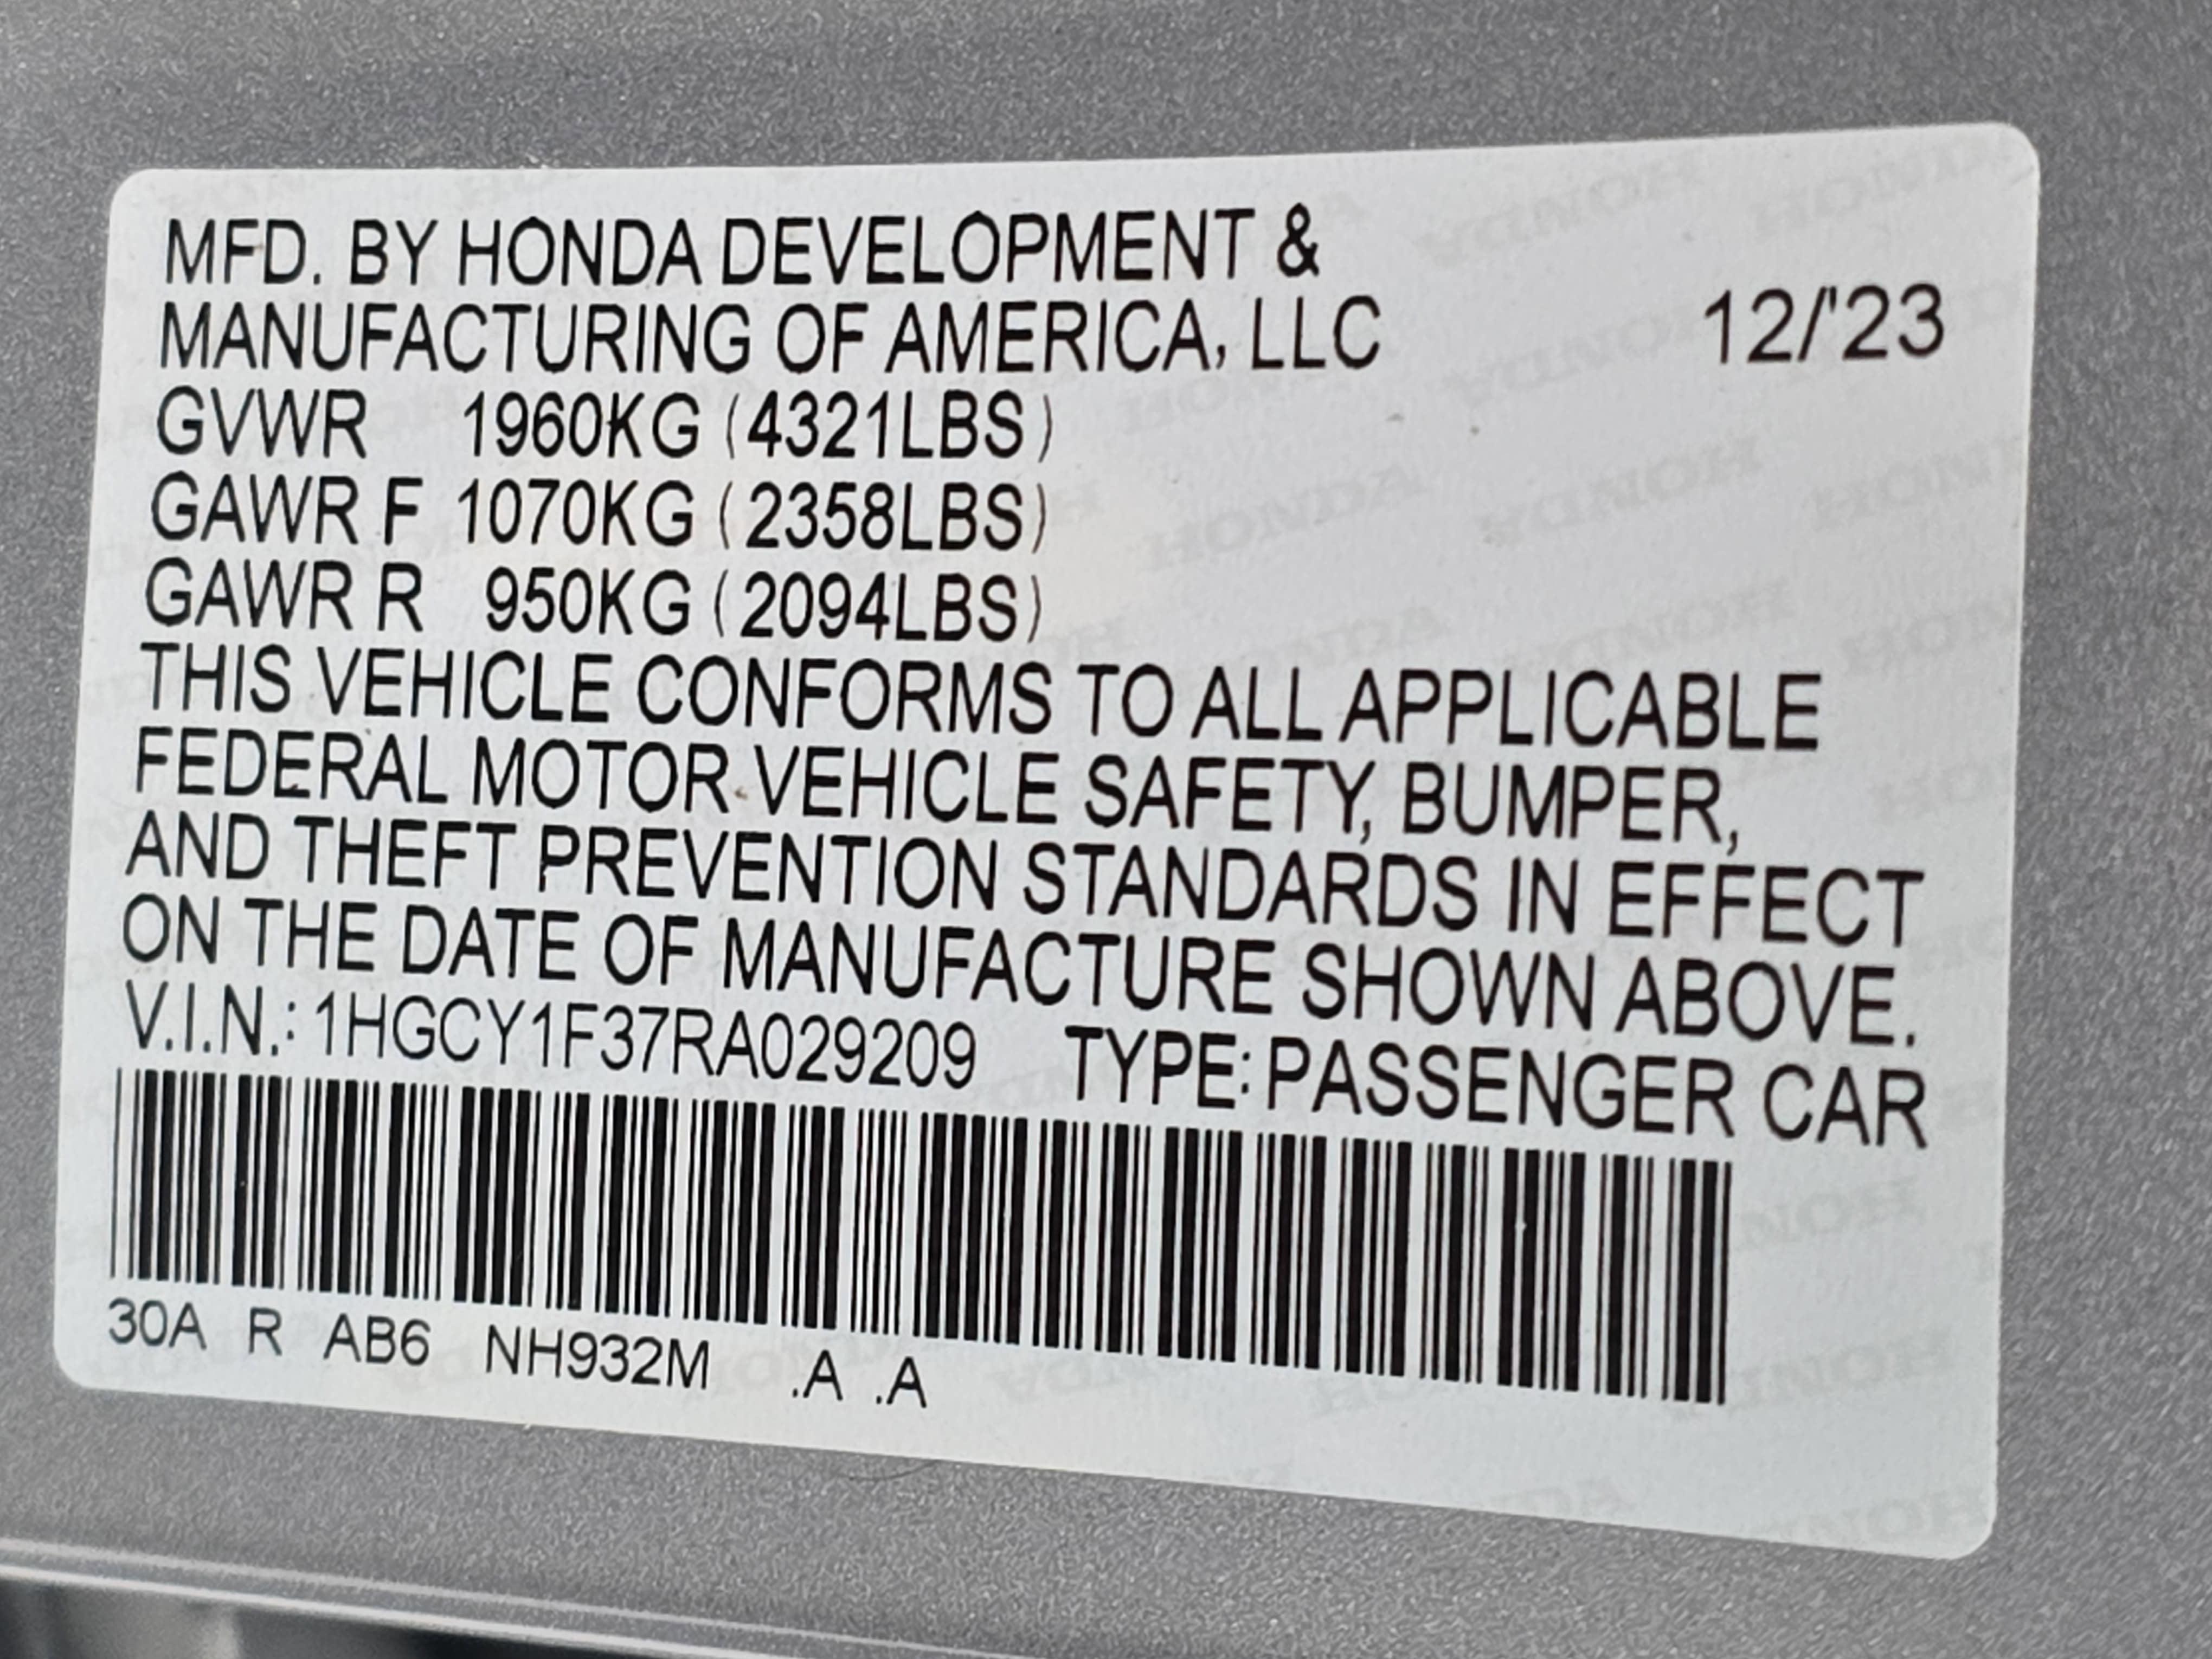 MFD. BY HONDA DEVELOPMENT &
MANUFACTURING OF AMERICA, LLC 12/'23
GVWR 1960KG (4321LBS)
GAWR F 1070KG (2358LBS)
GAWR R 950KG (2094LBS)
THIS VEHICLE CONFORMS TO ALL APPLICABLE
FEDERAL MOTOR VEHICLE SAFETY, BUMPER,
AND THEFT PREVENTION STANDARDS IN EFFECT
ON THE DATE OF MANUFACTURE SHOWN ABOVE.
V.I.N.: 1HGCY1F37RA029209 TYPE: PASSENGER CAR
30A R AB6 NH932M .A .A